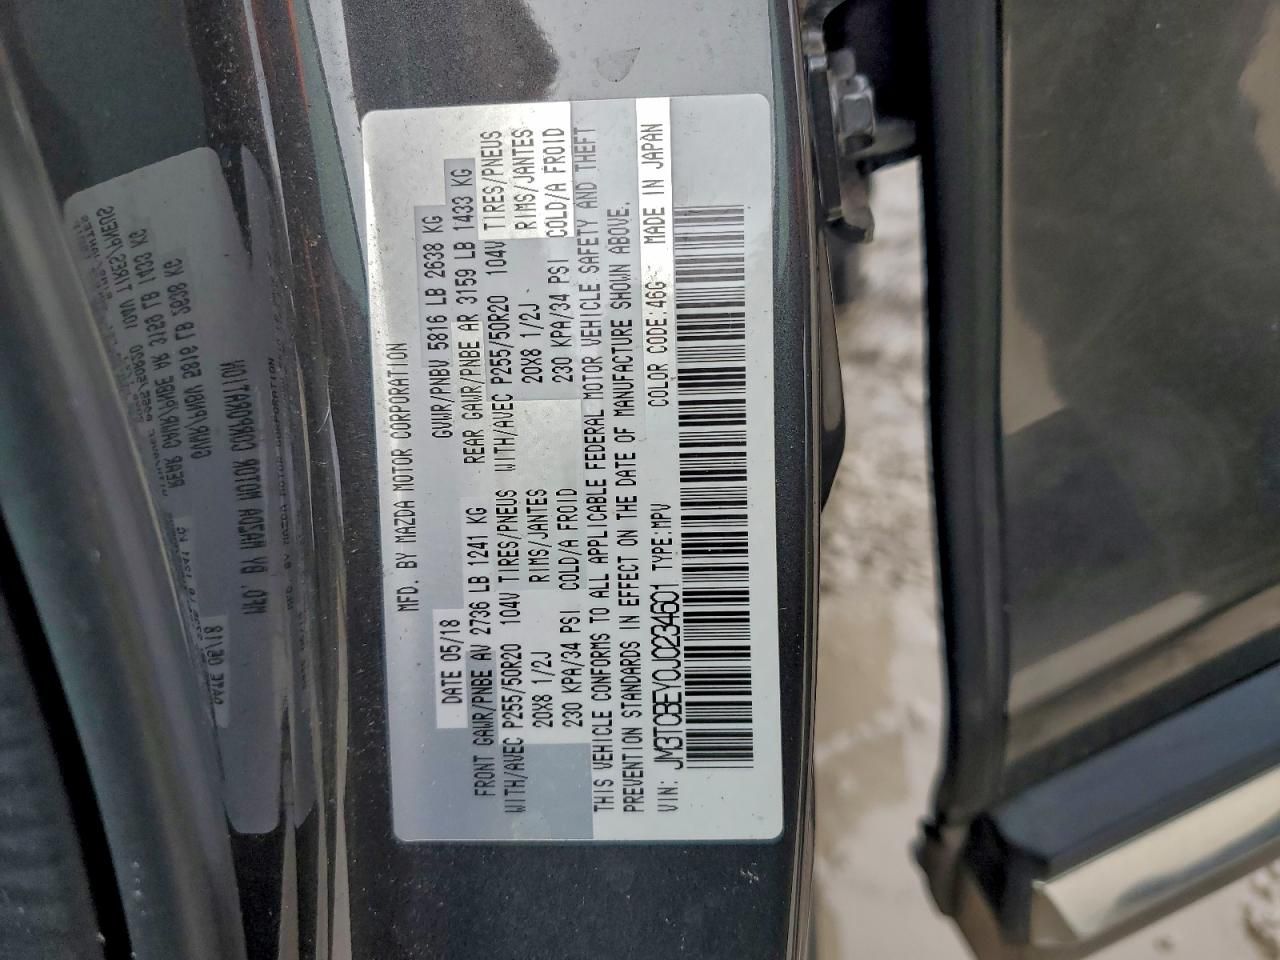 MFD. BY MAZDA MOTOR CORPORATION
DATE 05/18 GVWR/PNBV 5816 LB 2638 KG
FRONT GAWR/PNBE AV 2736 LB 1241 KG REAR GAWR/PNBE AR 3159 LB 1433 KG
WITH/AVEC P255/50R20 104V TIRES/PNEUS WITH/AVEC P255/50R20 104V TIRES/PNEUS
20X8 1/2J RIMS/JANTES 20X8 1/2J RIMS/JANTES
230 KPA/34 PSI COLD/A FROID 230 KPA/34 PSI COLD/A FROID
THIS VEHICLE CONFORMS TO ALL APPLICABLE FEDERAL MOTOR VEHICLE SAFETY AND THEFT
PREVENTION STANDARDS IN EFFECT ON THE DATE OF MANUFACTURE SHOWN ABOVE.
VIN: JM3TCBEY0J0234601 TYPE:MPV COLOR CODE:46G MADE IN JAPAN